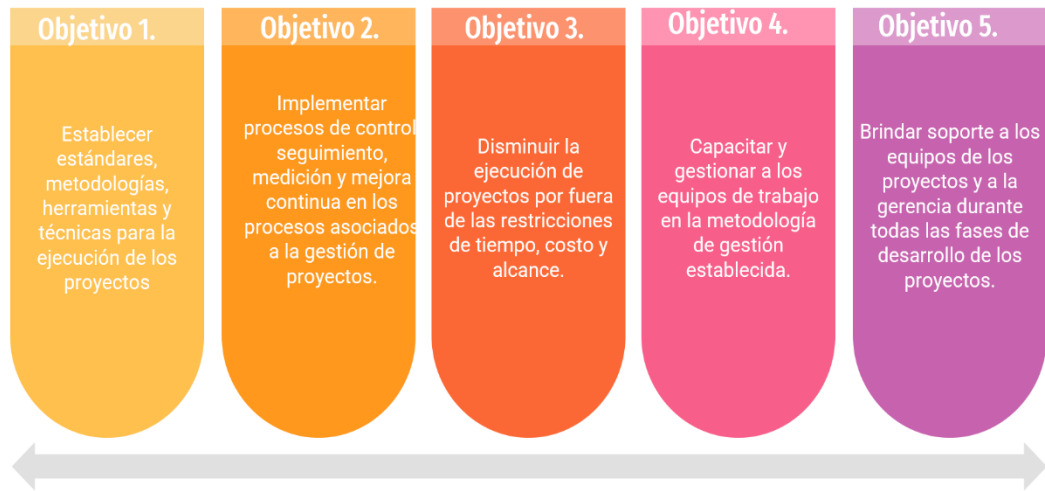 Objetivo 1.
Establecer
estándares,
metodologías,
herramientas y
técnicas para la
ejecución de los
proyectos
Objetivo 2.
Implementar
procesos de control
seguimiento,
medición y mejora
continua en los
procesos asociados
a la gestión de
proyectos.
Objetivo 3.
Disminuir la
ejecución de
proyectos por fuera
de las restricciones
de tiempo, costo y
alcance.
Objetivo 4.
Capacitar y
gestionar a los
equipos de trabajo
en la metodología
de gestión
establecida.
Objetivo 5.
Brindar soporte a los
equipos de los
proyectos y a la
gerencia durante
todas las fases de
desarrollo de los
proyectos.